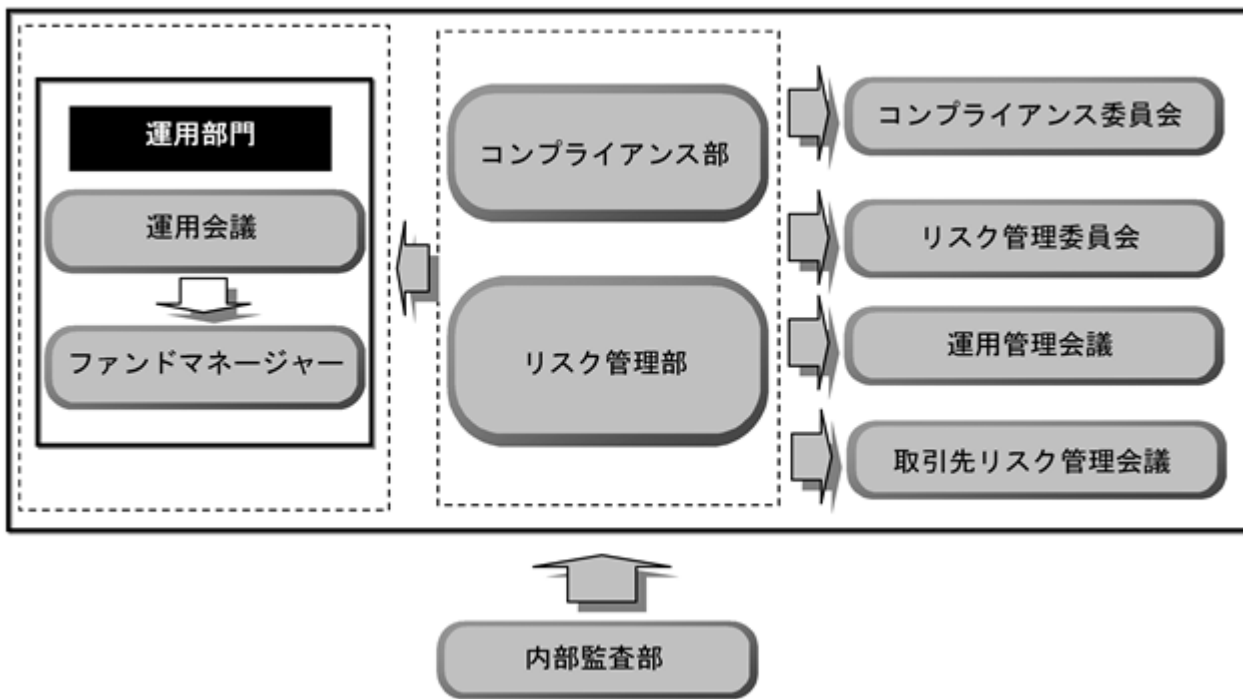 運用部門
運用会議
ファンドマネージャー
コンプライアンス部
リスク管理部
コンプライアンス委員会
リスク管理委員会
運用管理会議
取引先リスク管理会議
内部監査部